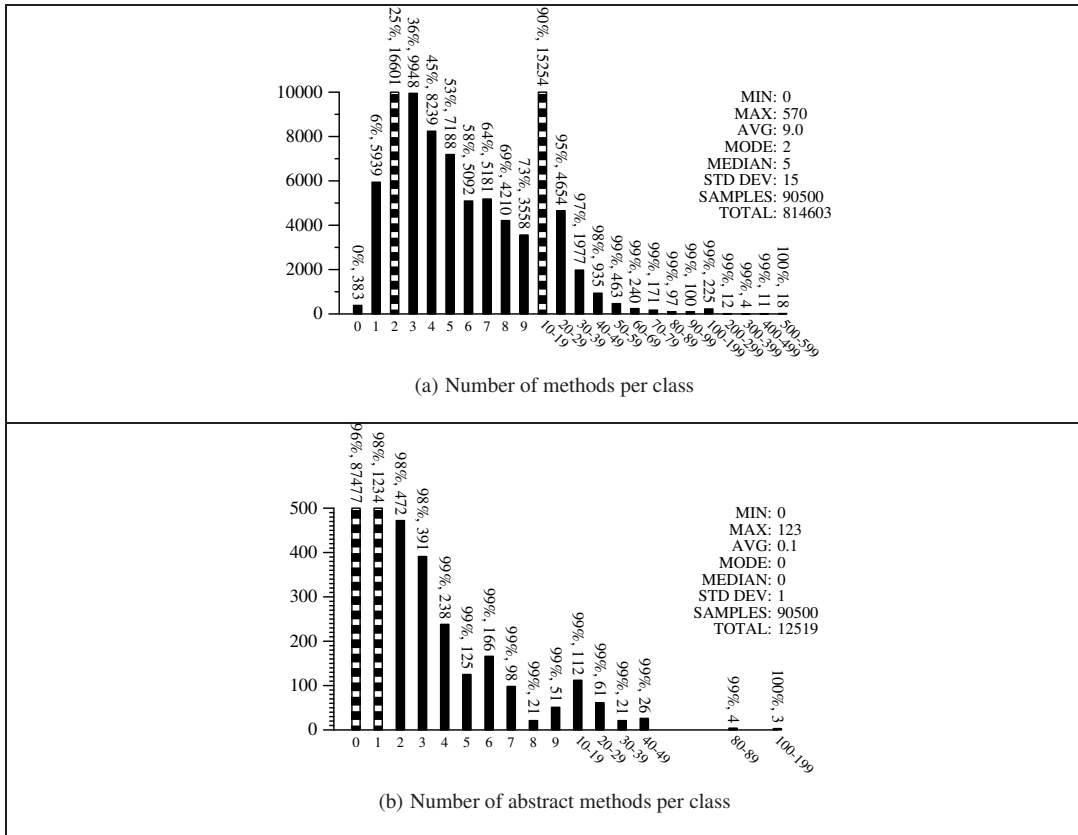 0%, 383
6%, 5939
25%, 16601
36%, 9948
45%, 8239
53%, 7188
58%, 5092
64%, 5181
69%, 4210
73%, 3558
90%, 15254
95%, 4654
97%, 1977
98%, 935
99%, 463
99%, 240
99%, 171
99%, 97
99%, 100
99%, 225
99%, 12
99%, 4
99%, 11
100%, 18
10000
8000
6000
4000
2000
0
MIN: 0
MAX: 570
AVG: 9.0
MODE: 2
MEDIAN: 5
STD DEV: 15
SAMPLES: 90500
TOTAL: 814603
0 1 2 3 4 5 6 7 8 9 10-19 20-29 30-39 40-49 50-59 60-69 70-79 80-89 90-99 100-199 200-299 300-399 400-499 500-599
(a) Number of methods per class
96%, 87477
98%, 1234
98%, 472
98%, 391
99%, 238
99%, 125
99%, 166
99%, 98
99%, 21
99%, 51
99%, 112
99%, 61
99%, 21
99%, 26
99%, 4
100%, 3
500
400
300
200
100
0
MIN: 0
MAX: 123
AVG: 0.1
MODE: 0
MEDIAN: 0
STD DEV: 1
SAMPLES: 90500
TOTAL: 12519
0 1 2 3 4 5 6 7 8 9 10-19 20-29 30-39 40-49 80-89 100-199
(b) Number of abstract methods per class